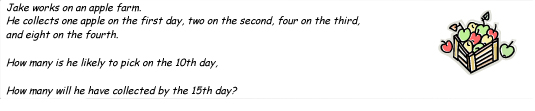 Jake works on an apple farm.
He collects one apple on the first day, two on the second, four on the third,
and eight on the fourth.
How many is he likely to pick on the 10th day,
How many will he have collected by the 15th day?